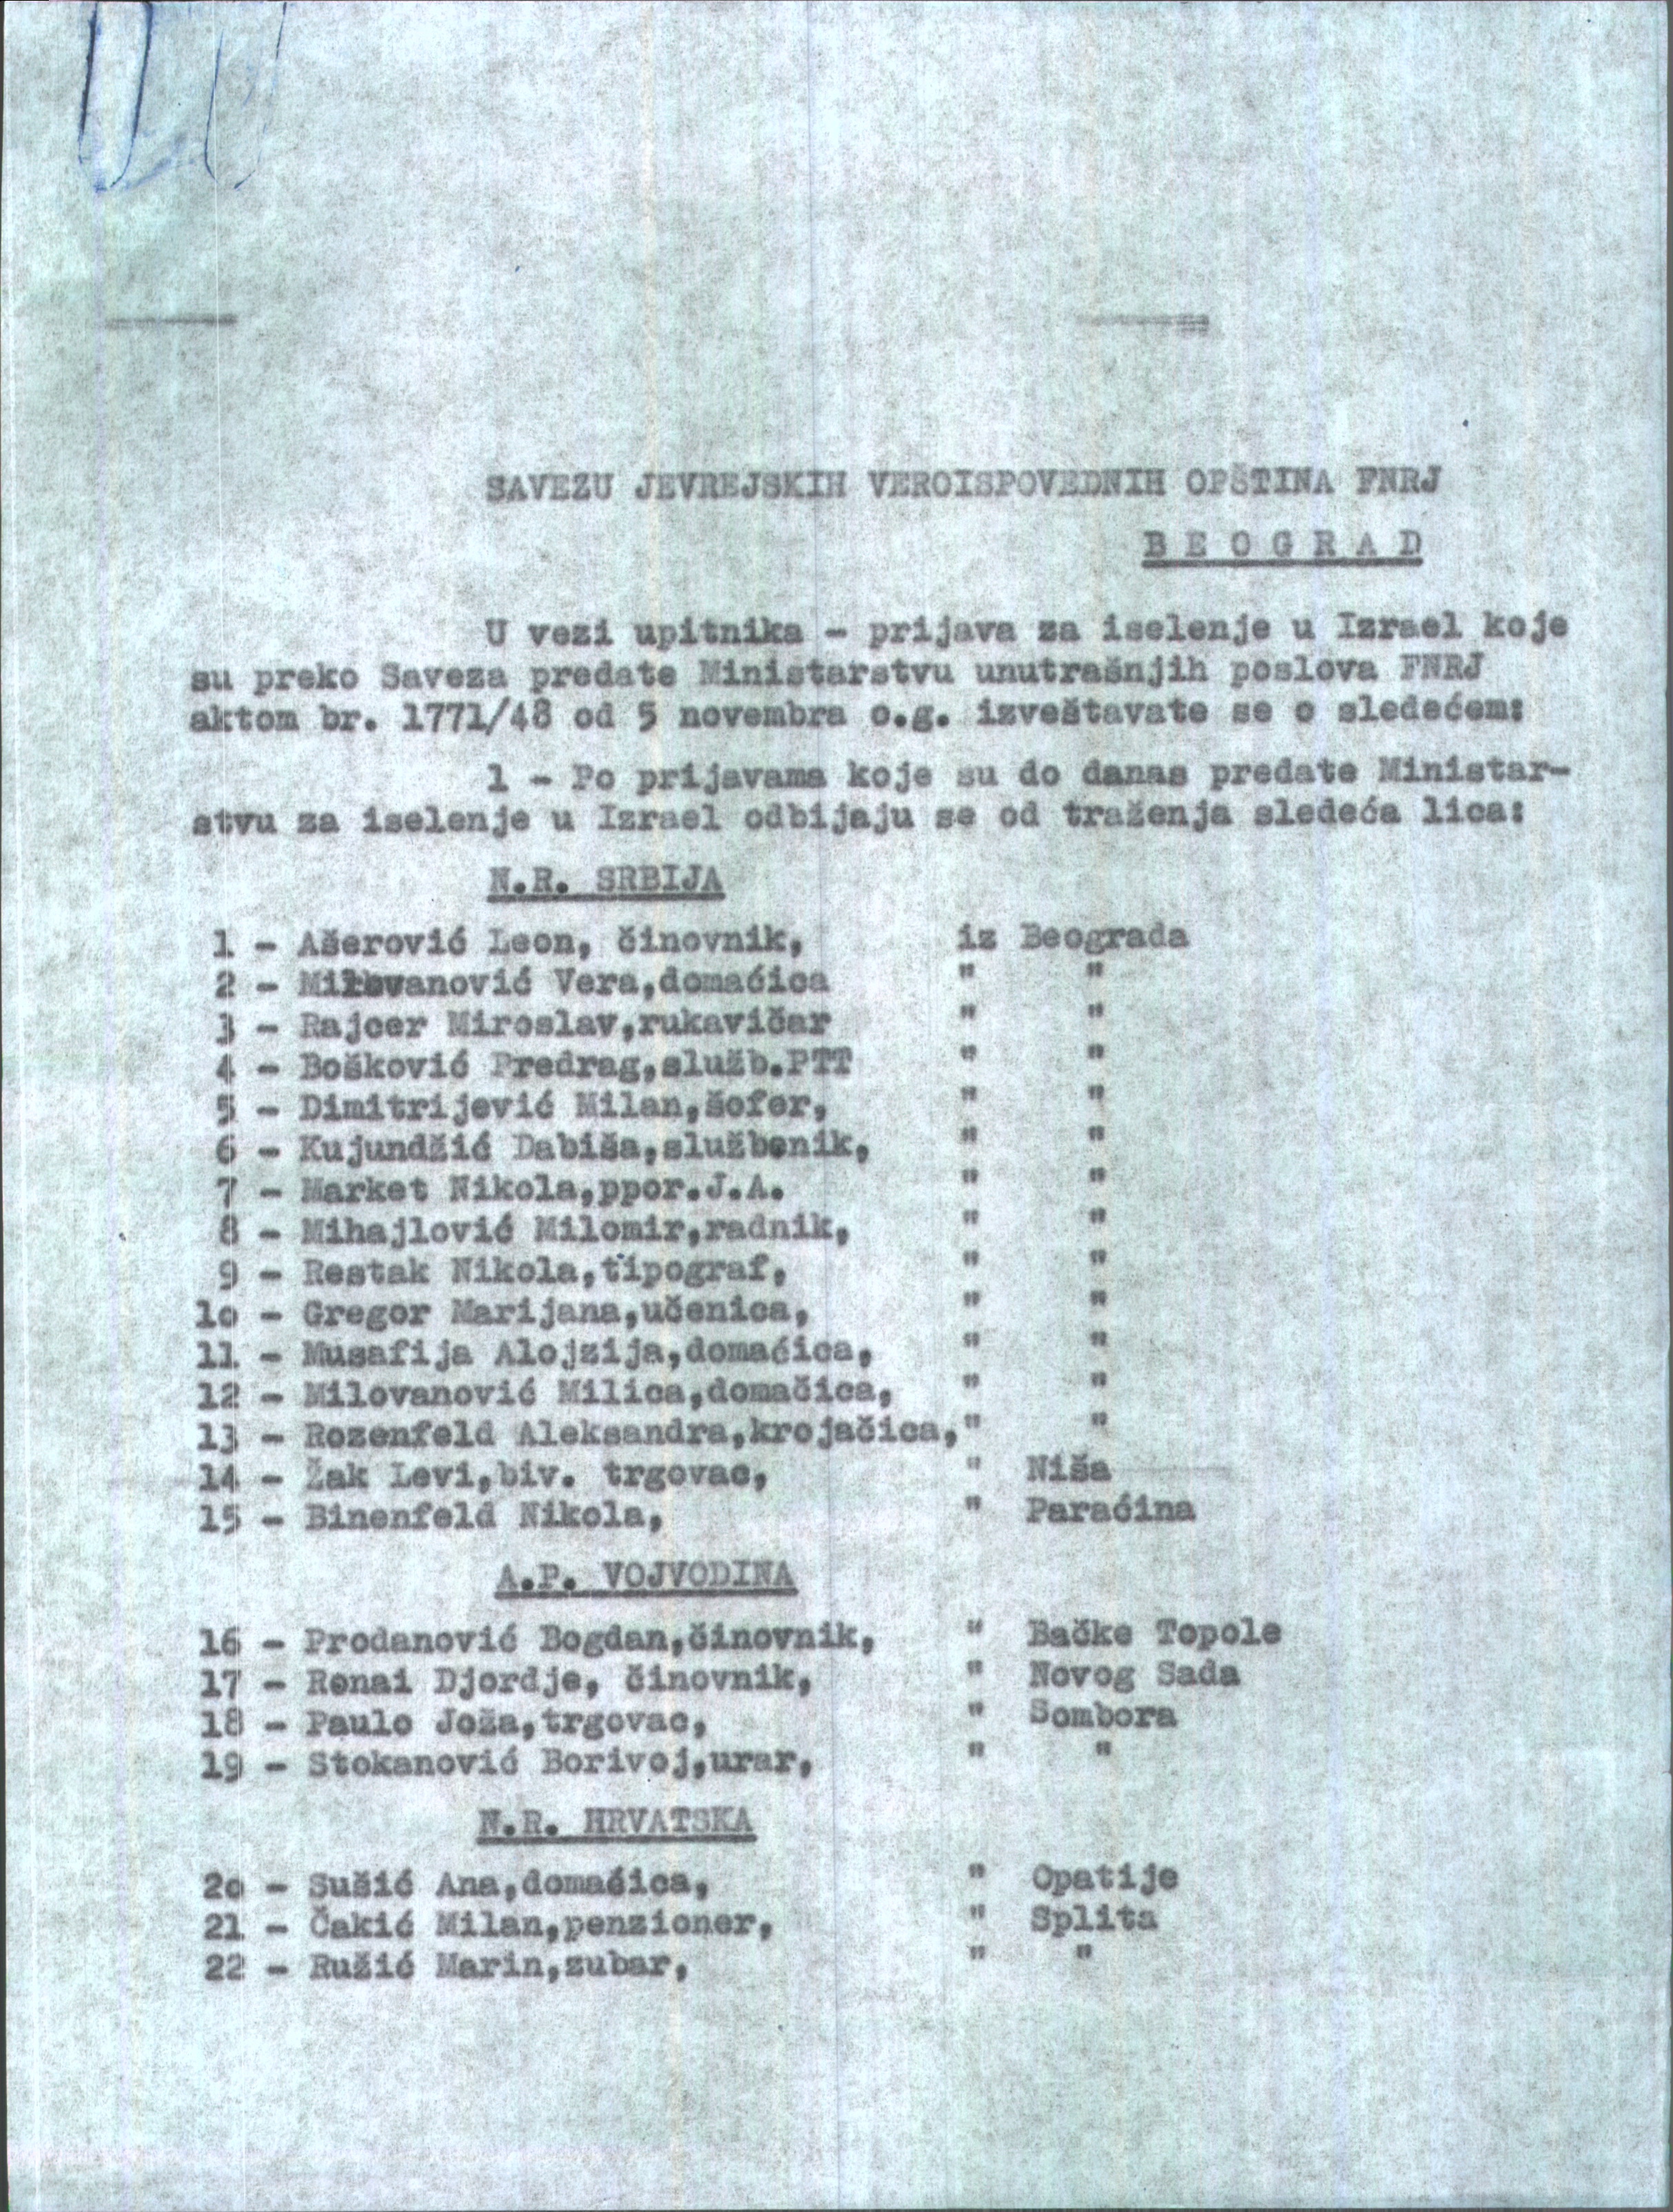 SAVEZU JEVREJSKIH VEROISPOVEDNIH OPŠTINA FNRJ
B E O G R A D
U vezi upitnika - prijava za iselenje u Izrael koje
su preko Saveza predate Ministarstvu unutrašnjih poslova FNRJ
aktom br. 1771/48 od 5 novembra o.g. izveštavate se o sledećem:
1 - Po prijavama koje su do danas predate Ministar-
stvu za iselenje u Izrael odbijaju se od traženja sledeća lica:
N.R. SRBIJA
1 - Ašerović Leon, činovnik, iz Beograda
2 - Vera,domaćica " "
3 - Rajcer Miroslav,rukavičar " "
4 - Bošković Predrag,služb.PTT " "
5 - Dimitrijević Milan,šofer, " "
6 - Kujundžić Dabiša,službenik, " "
7 - Market Nikola,ppor.J.A. " "
8 - Mihajlović Milomir,radnik, " "
9 - Restak Nikola,tipograf, " "
lo - Gregor Marijana,učenica, " "
11 - Musafija Alojzija,domaćica, " "
12 - Milovanović Milica,domačica, " "
13 - Rozenfeld Aleksandra,krojačica," "
14 - Žak Levi,biv. trgovac, " Niša
15 - Binenfeld Nikola, " Paraćina
A.P. VOJVODINA
16 - Prodanović Bogdan,činovnik, " Bačke Topole
17 - Ronai Djordje, činovnik, " Novog Sada
18 - Paulo Joža,trgovac, " Sombora
19 - Stokanović Borivoj,urar, " "
N.R. HRVATSKA
2o - Sušić Ana,domaćica, " Opatije
21 - Čakić Milan,penzioner, " Splita
22 - Ružić Marin,zubar, " "